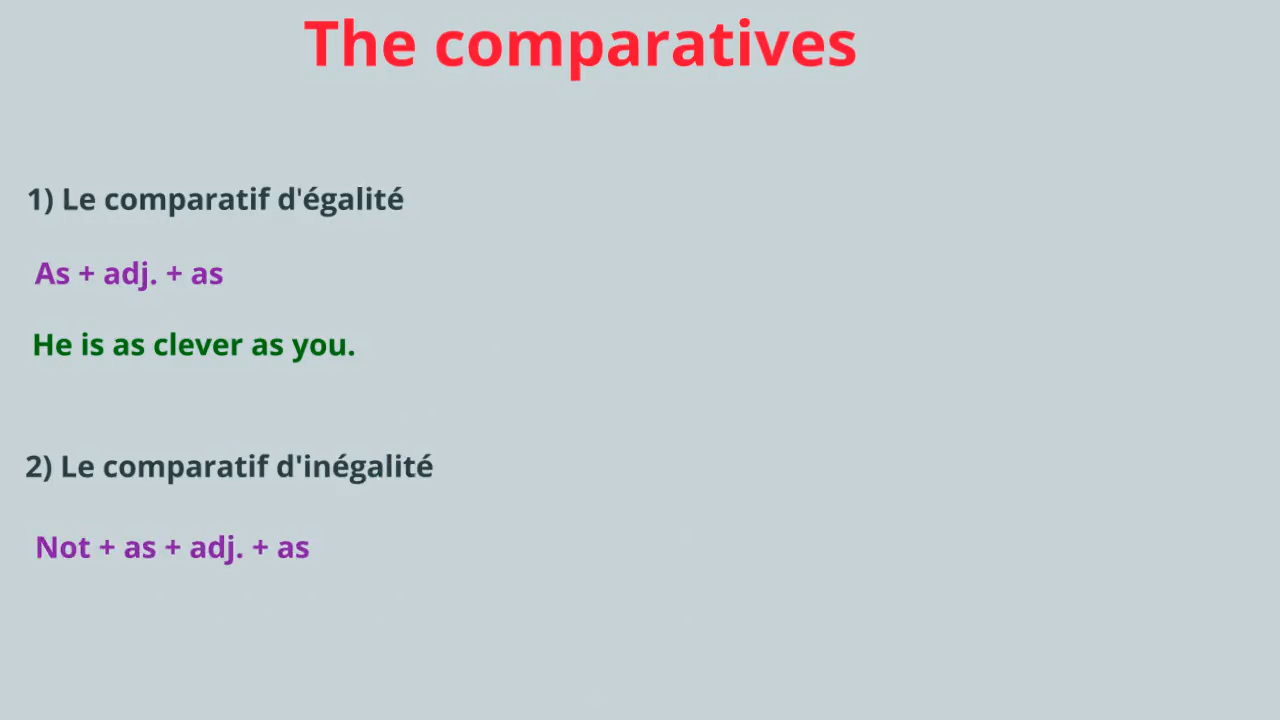 The comparatives
1) Le comparatif d'égalité
As + adj. + as
He is as clever as you.
2) Le comparatif d'inégalité
Not + as + adj. + as